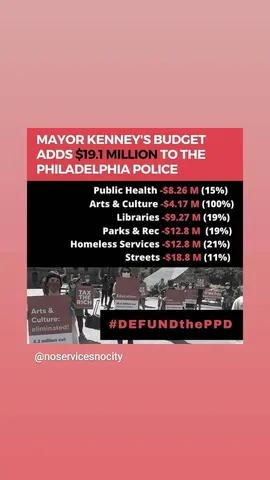 MAYOR KENNEY'S BUDGET
ADDS $19.1 MILLION TO THE
PHILADELPHIA POLICE
Public Health -$8.26 M (15%)
Arts & Culture -$4.17 M (100%)
Libraries -$9.27 M (19%)
Parks & Rec -$12.8 M (19%)
Homeless Services -$12.8 M (21%)
Streets -$18.8 M (11%)
Arts &
Culture:
eliminated!
TAX
THE
RICH
Education
#DEFUNDthePPD
@noservicesnocity